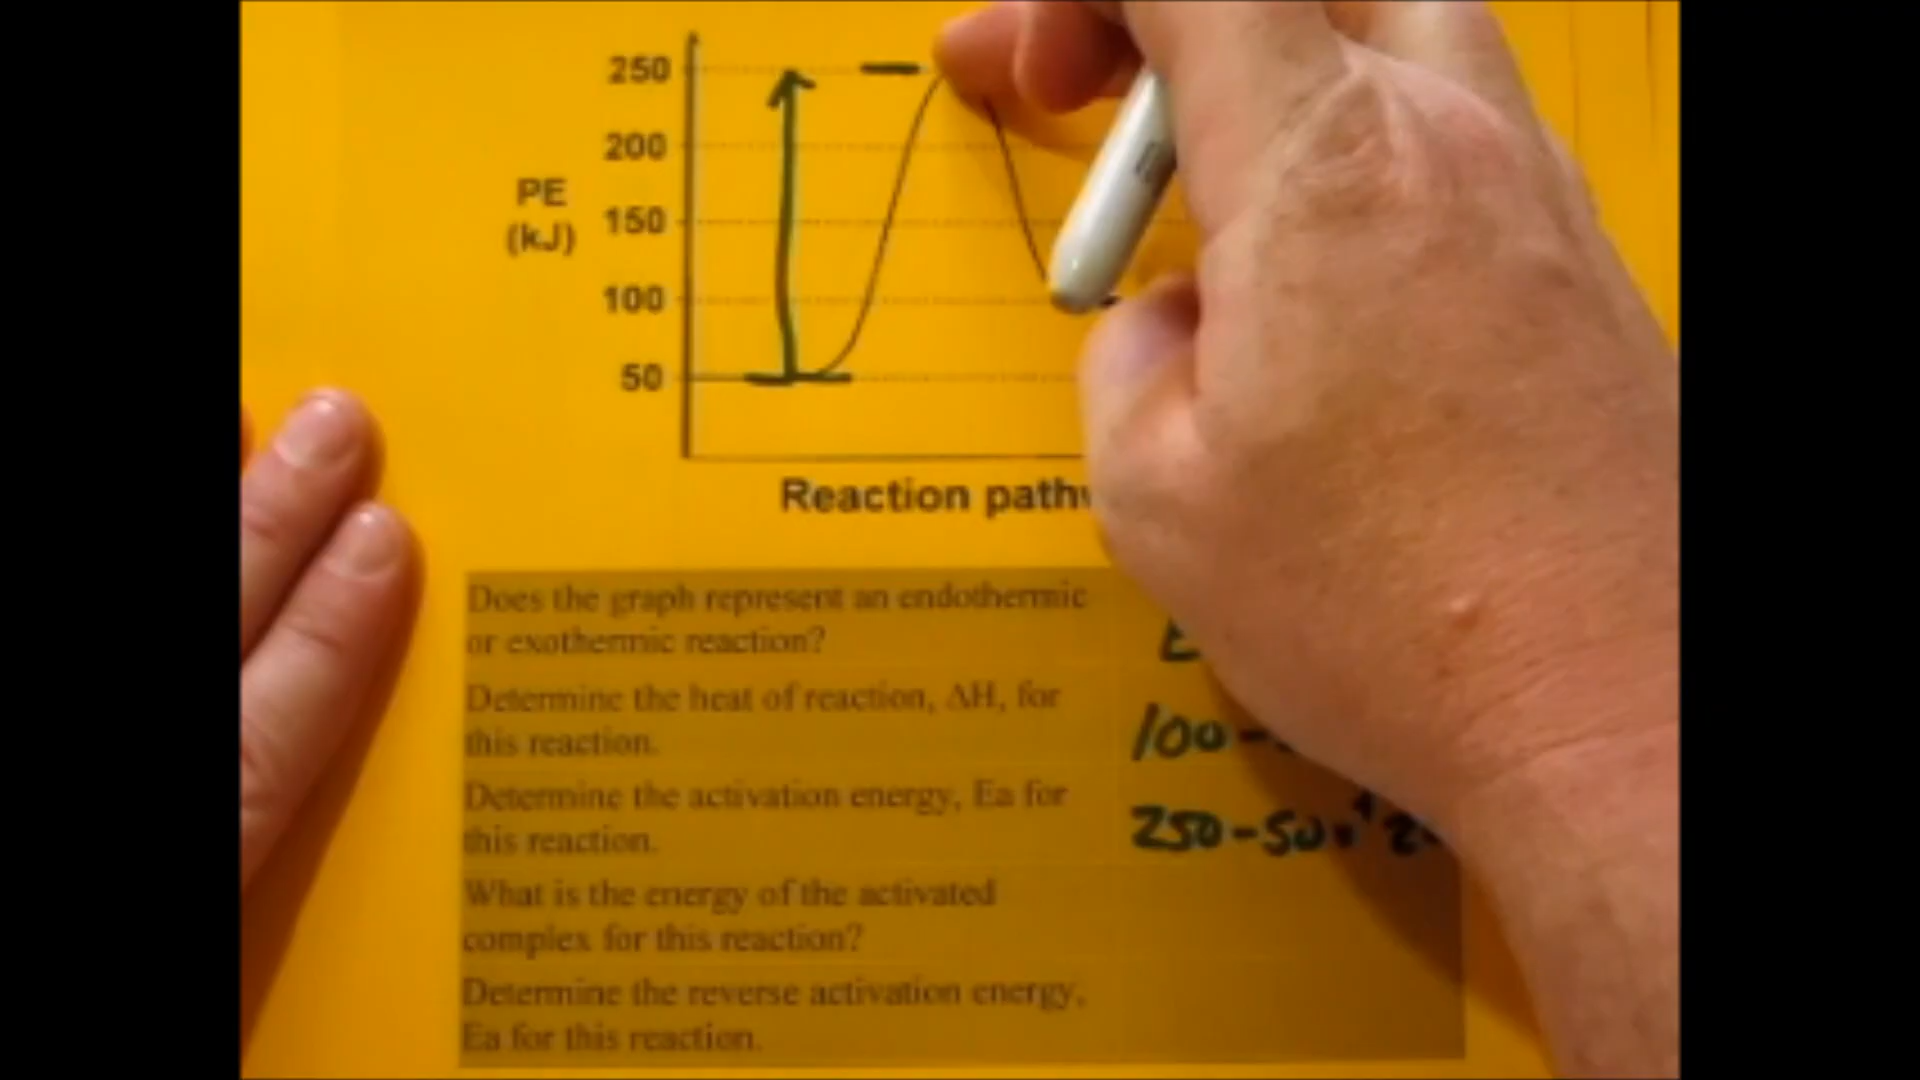 250
200
PE
(kJ)
150
100
50
Reaction
Does the graph represent an endothermic
or exothermic reaction?
Determine the heat of reaction, ΔH, for
this reaction.
100 -
Determine the activation energy, Ea for
this reaction.
250-50
What is the energy of the activated
complex for this reaction?
Determine the reverse activation energy,
Ea for this reaction.